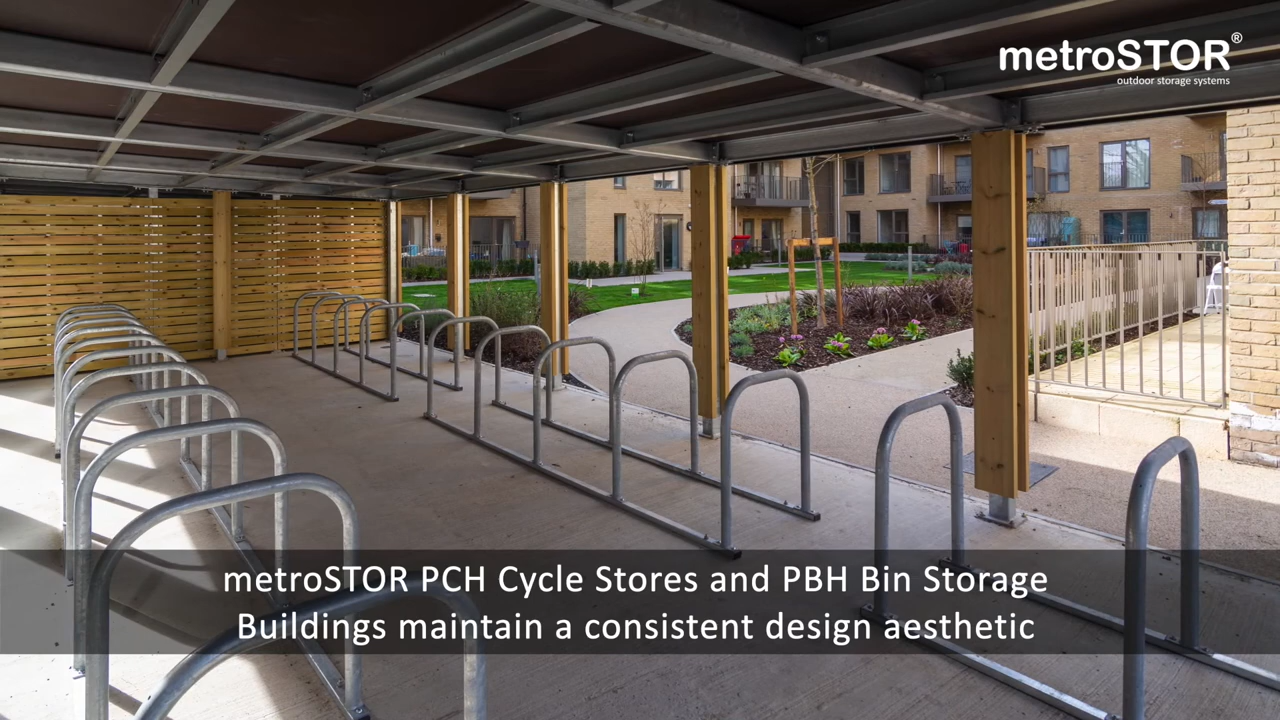 metroSTOR®
outdoor storage systems
metroSTOR PCH Cycle Stores and PBH Bin Storage
Buildings maintain a consistent design aesthetic